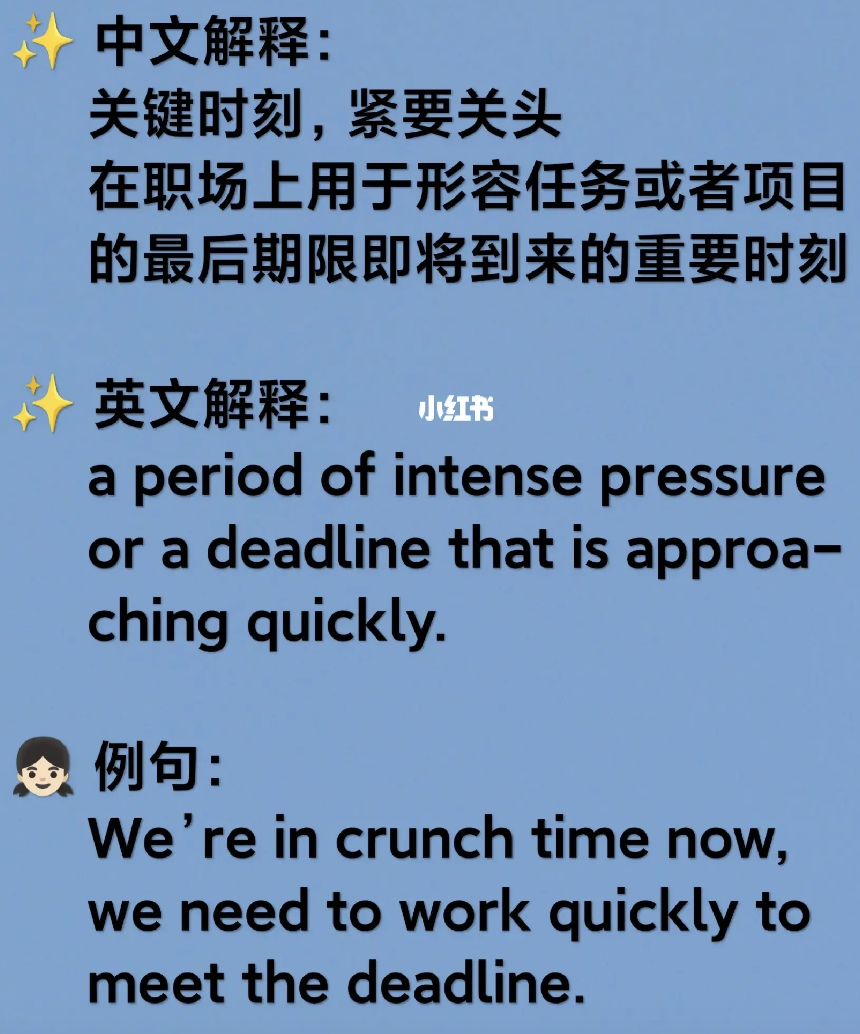 中文解释：
关键时刻，紧要关头
在职场上用于形容任务或者项目
的最后期限即将到来的重要时刻
英文解释：
小红书
a period of intense pressure
or a deadline that is approa-
ching quickly.
例句：
We’re in crunch time now,
we need to work quickly to
meet the deadline.